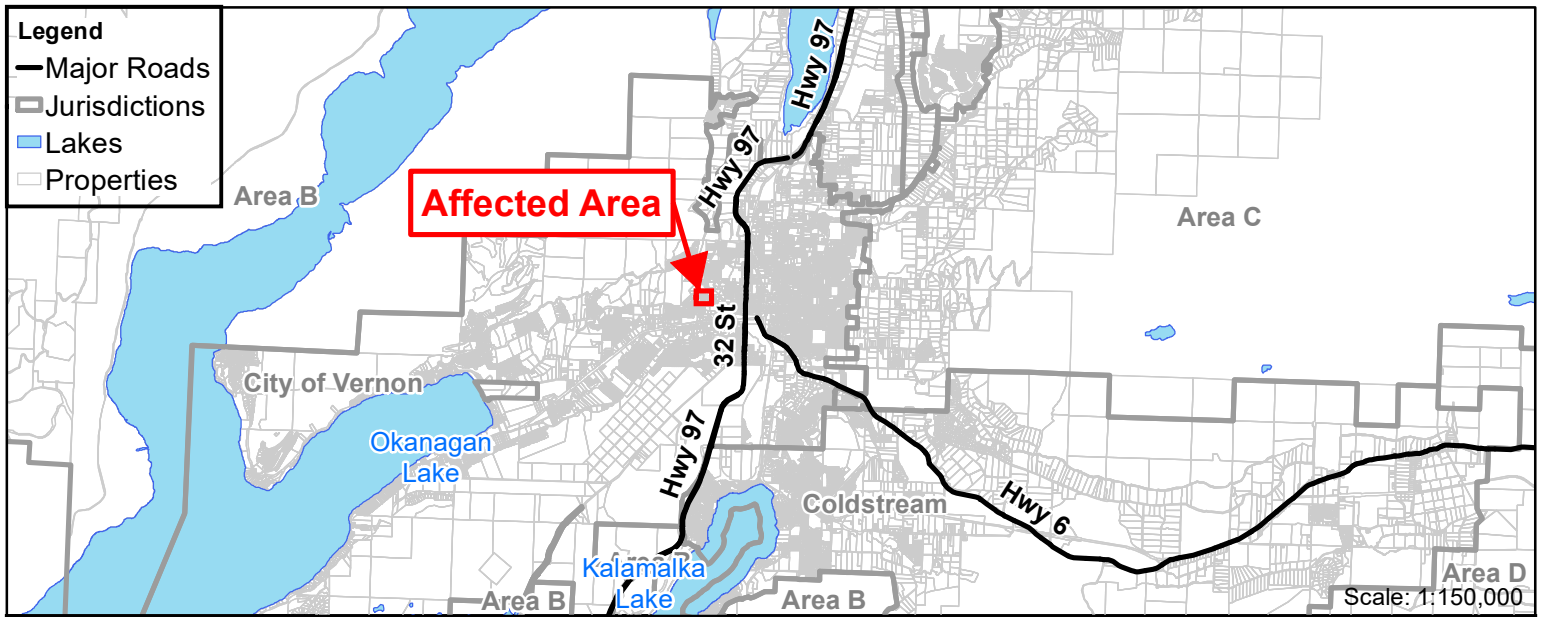 Legend
Major Roads
Jurisdictions
Lakes
Properties
Hwy 97
Hwy 97
Area B
Affected Area
Area C
32 St
City of Vernon
Okanagan
Lake
Hwy 97
Coldstream
Hwy 6
Area B
Kalamalka
Lake
Area B
Area B
Area D
Scale: 1:150,000